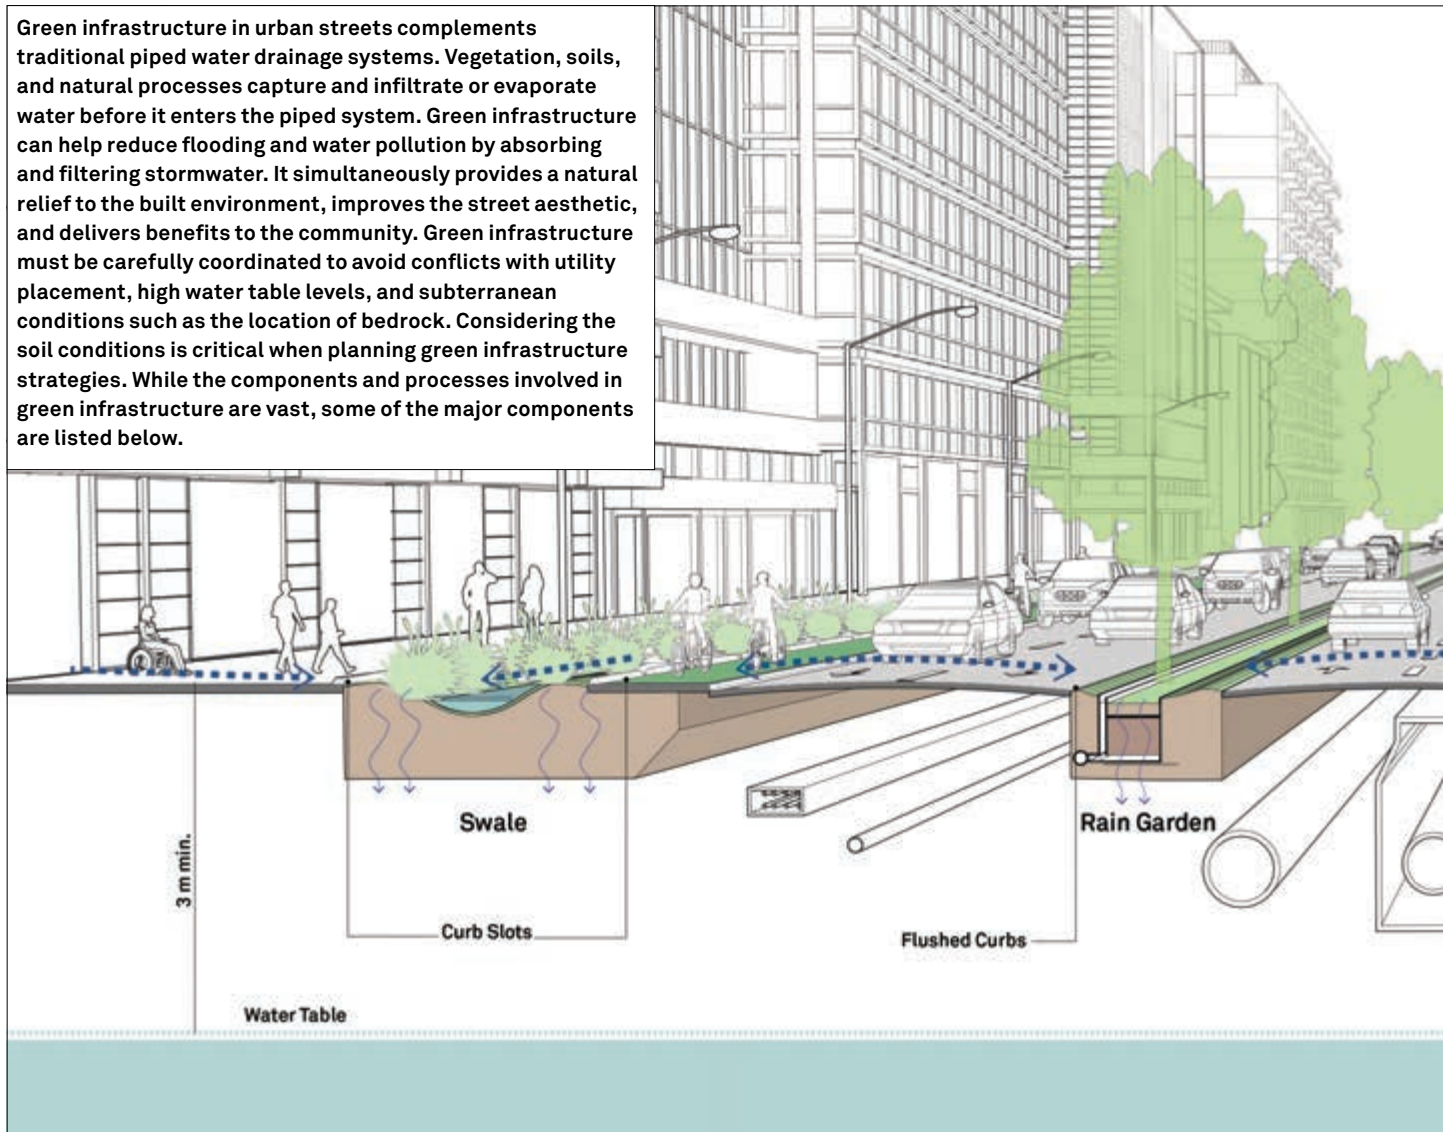 Green infrastructure in urban streets complements
traditional piped water drainage systems. Vegetation, soils,
and natural processes capture and infiltrate or evaporate
water before it enters the piped system. Green infrastructure
can help reduce flooding and water pollution by absorbing
and filtering stormwater. It simultaneously provides a natural
relief to the built environment, improves the street aesthetic,
and delivers benefits to the community. Green infrastructure
must be carefully coordinated to avoid conflicts with utility
placement, high water table levels, and subterranean
conditions such as the location of bedrock. Considering the
soil conditions is critical when planning green infrastructure
strategies. While the components and processes involved in
green infrastructure are vast, some of the major components
are listed below.
Swale
Rain Garden
3 m min.
Curb Slots
Flushed Curbs
Water Table